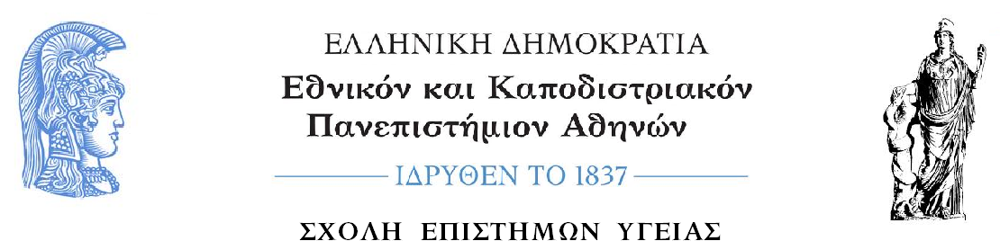 ΕΛΛΗΝΙΚΗ ΔΗΜΟΚΡΑΤΙΑ
Εθνικόν και Καποδιστριακόν
Πανεπιστήμιον Αθηνών
ΙΔΡΥΘΕΝ ΤΟ 1837
ΣΧΟΛΗ ΕΠΙΣΤΗΜΩΝ ΥΓΕΙΑΣ